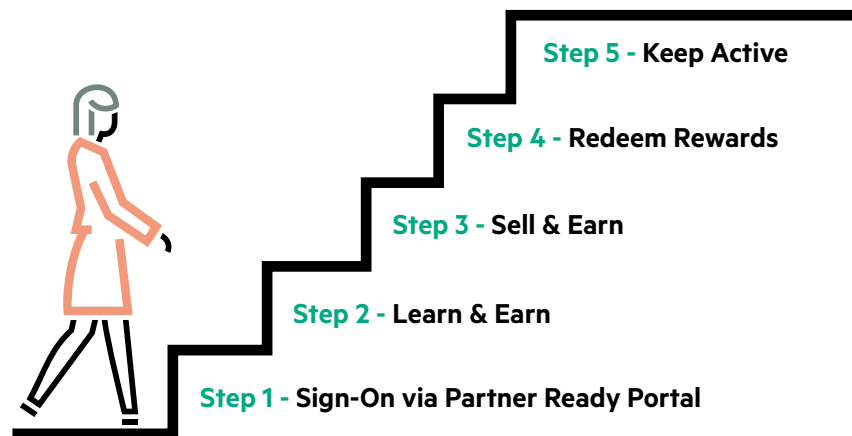 Step 5 - Keep Active
Step 4 - Redeem Rewards
Step 3 - Sell & Earn
Step 2 - Learn & Earn
Step 1 - Sign-On via Partner Ready Portal